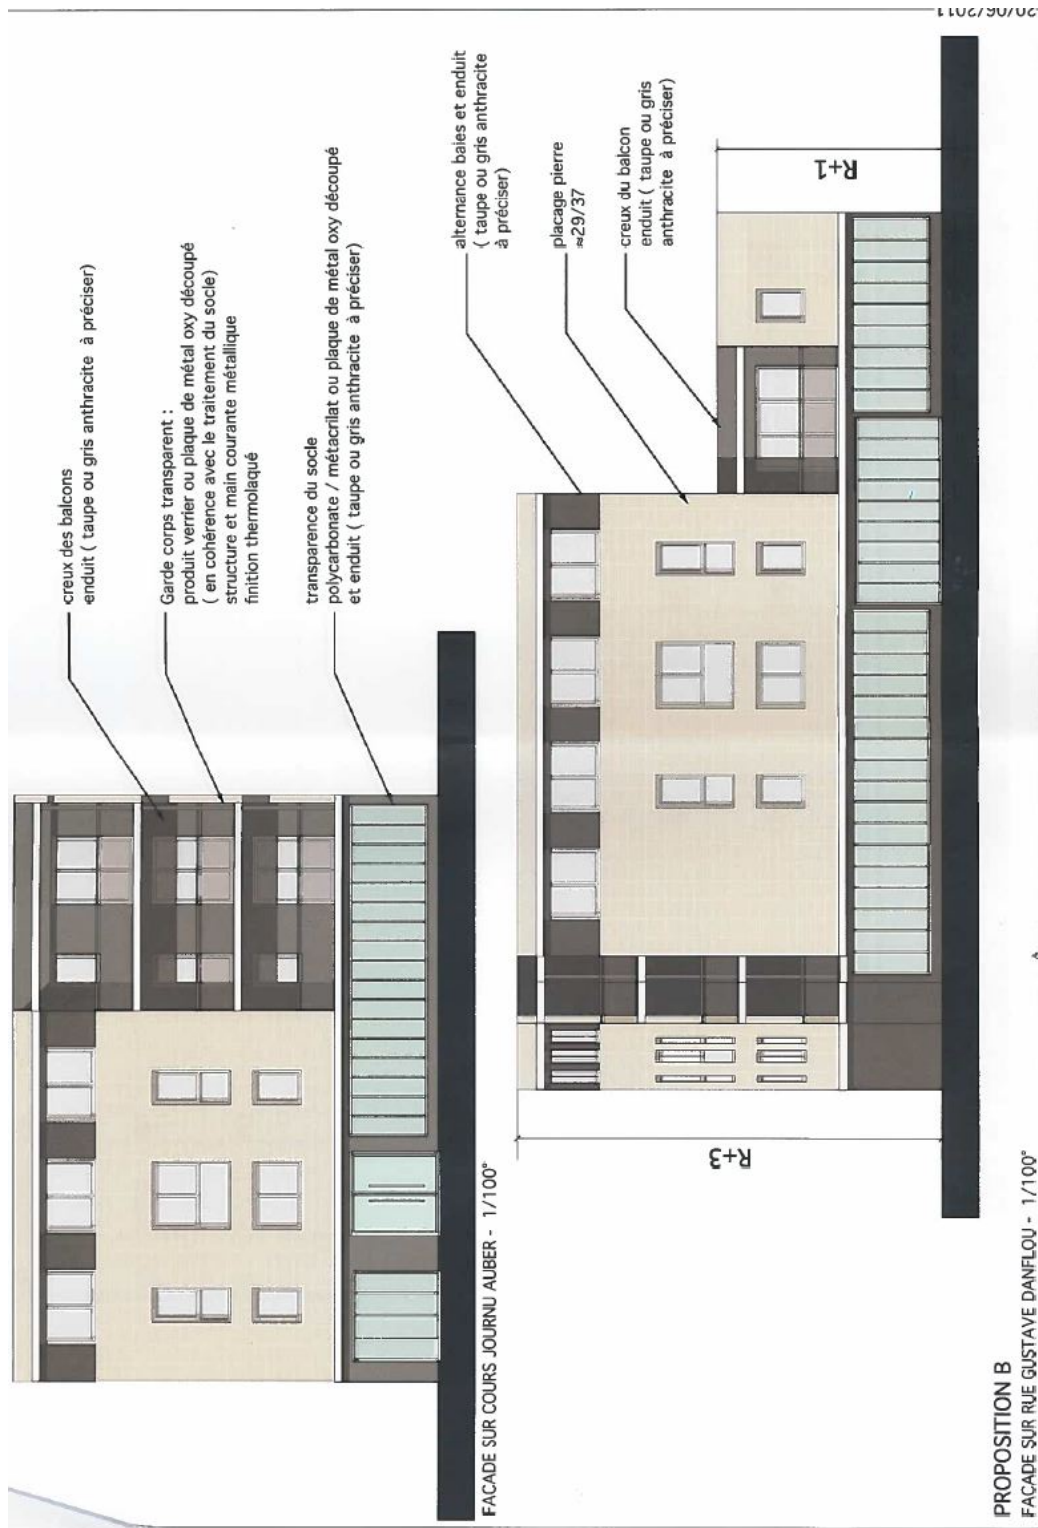 creux des balcons
enduit ( taupe ou gris anthracite à préciser)
Garde corps transparent :
produit verrier ou plaque de métal oxy découpé
( en cohérence avec le traitement du socle)
structure et main courante métallique
finition thermolaqué
transparence du socle
polycarbonate / métacrilat ou plaque de métal oxy découpé
et enduit ( taupe ou gris anthracite à préciser)
FACADE SUR COURS JOURNU AUBER - 1/100°
alternance baies et enduit
( taupe ou gris anthracite
à préciser)
placage pierre
≈29/37
creux du balcon
enduit ( taupe ou gris
anthracite à préciser)
R+1
R+3
PROPOSITION B
FAÇADE SUR RUE GUSTAVE DANFLOU - 1/100°
20/06/2011